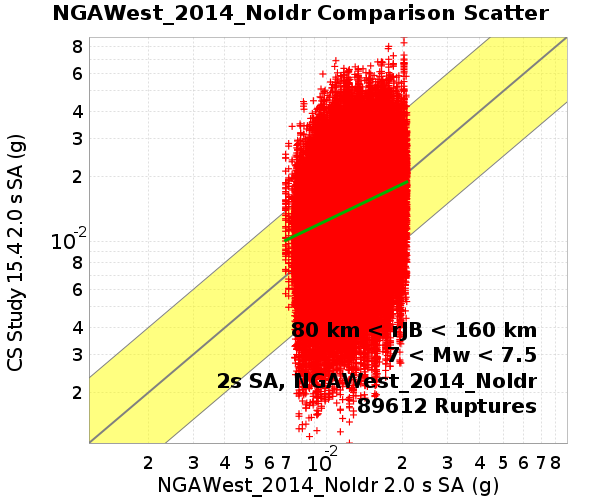 NGAWest_2014_NoIdr Comparison Scatter
CS Study 15.4 2.0 s SA (g)
8
6
4
3
2
10-2
8
6
4
3
2
80 km < rJB < 160 km
7 < Mw < 7.5
2s SA, NGAWest_2014_NoIdr
89612 Ruptures
2 3 4 5 6 7 10-2 2 3 4 5 6 7 8
NGAWest_2014_NoIdr 2.0 s SA (g)